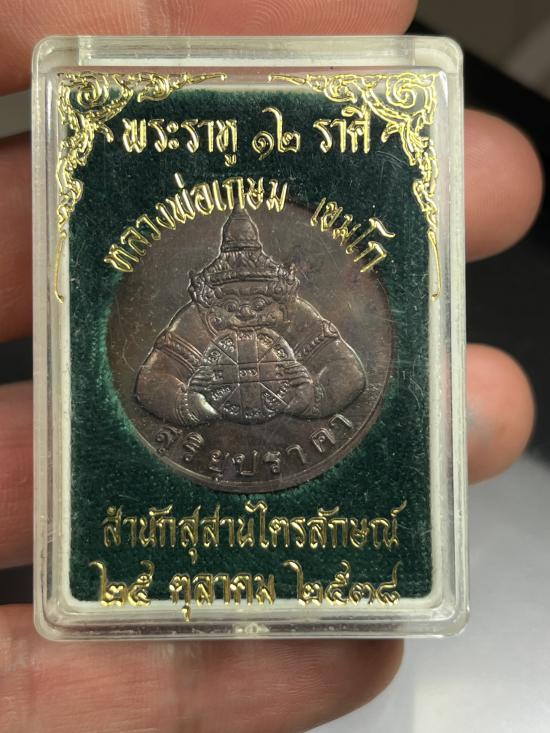 พระราหู ๑๒ ราศี
หลวงพ่อเกษม เขมโก
สุริยุปราคา
สำนักสุสานไตรลักษณ์
๒๕ ตุลาคม ๒๕๓๘